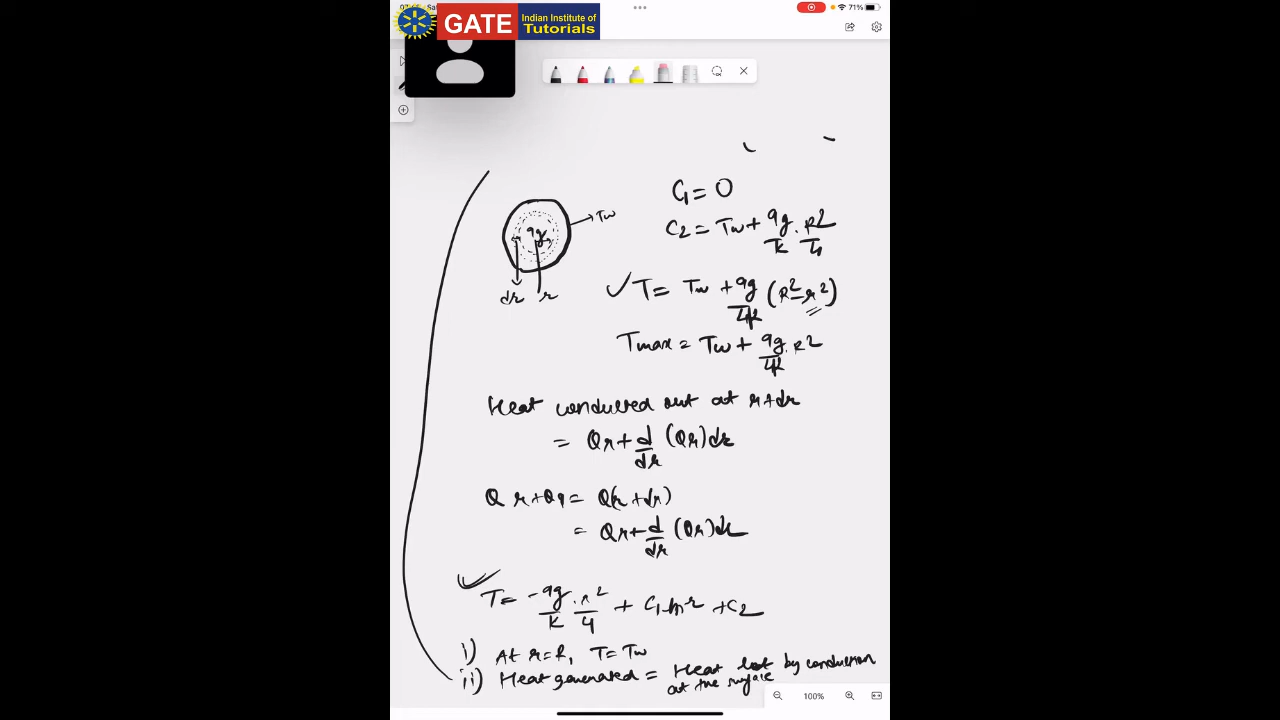 GATE
Indian Institute of
Tutorials
71%
C₁ = 0
C₂ = Tw + qg/k · R²/4
Tw
qg
dr r
T = Tw + qg/4k (R² – r²)
Tmax = Tw + qg/4k · R²
Heat conducted out at r+dr
= Qr + d/dr (Qr) dr
Qr + Qg = Q(r + dr)
= Qr + d/dr (Qr) dr
T = -qg/k · r²/4 + C₁ ln r + C₂
i) At r = R, T = Tw
ii) Heat generated = Heat lost by conduction
at the surface
100%